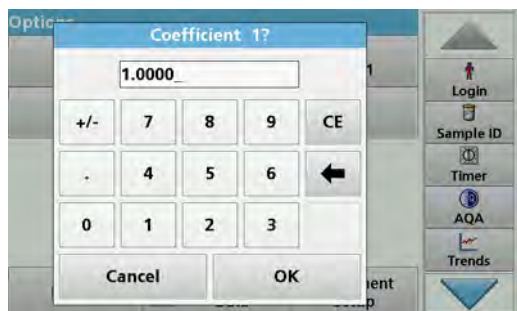 Coefficient 1?
1.0000_
+/- 7 8 9 CE
. 4 5 6
0 1 2 3
Cancel OK
Login
Sample ID
Timer
AQA
Trends